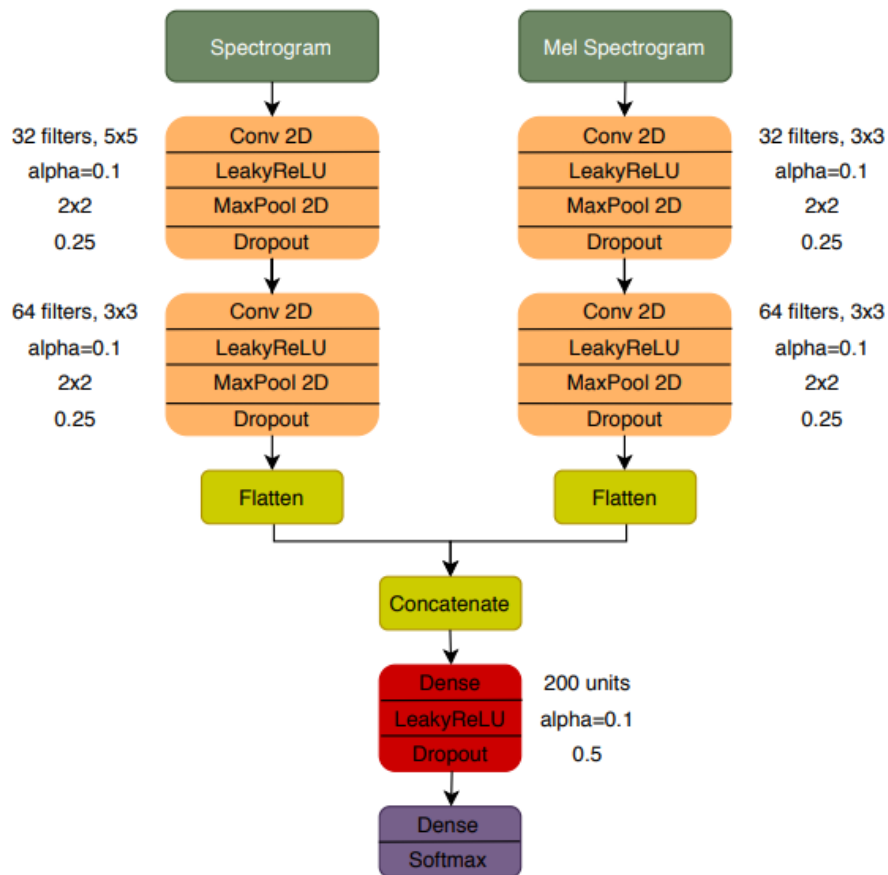 Spectrogram
Mel Spectrogram
32 filters, 5x5
Conv 2D
alpha=0.1
LeakyReLU
2x2
MaxPool 2D
0.25
Dropout
Conv 2D
32 filters, 3x3
LeakyReLU
alpha=0.1
MaxPool 2D
2x2
Dropout
0.25
64 filters, 3x3
Conv 2D
alpha=0.1
LeakyReLU
2x2
MaxPool 2D
0.25
Dropout
Conv 2D
64 filters, 3x3
LeakyReLU
alpha=0.1
MaxPool 2D
2x2
Dropout
0.25
Flatten
Flatten
Concatenate
Dense
200 units
LeakyReLU
alpha=0.1
Dropout
0.5
Dense
Softmax